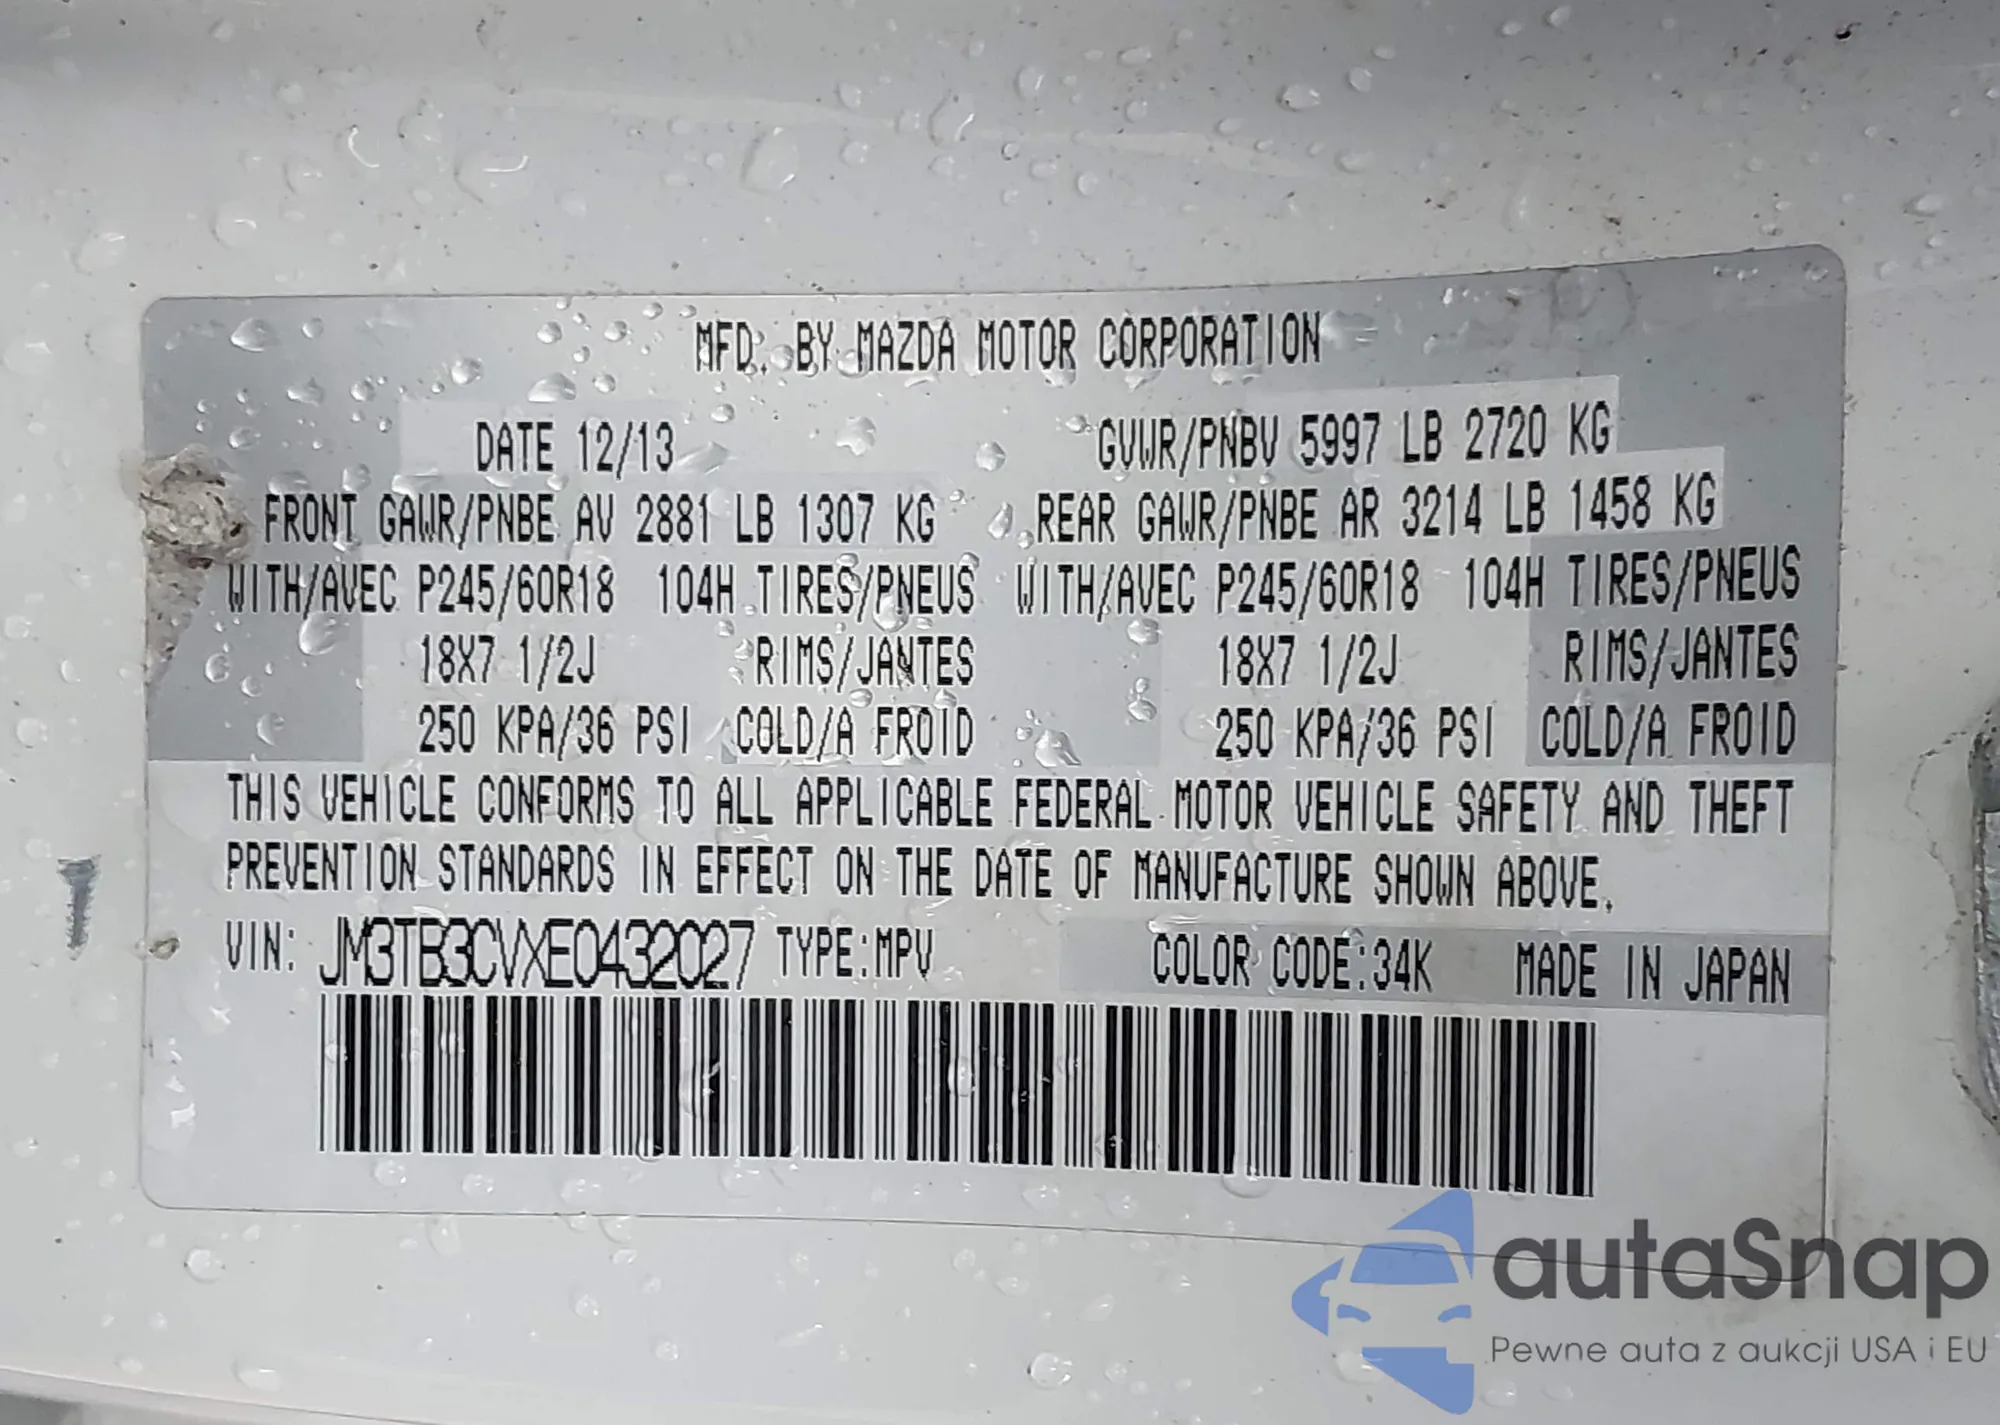 MFD. BY MAZDA MOTOR CORPORATION
DATE 12/13 GVWR/PNBV 5997 LB 2720 KG
FRONT GAWR/PNBE AV 2881 LB 1307 KG REAR GAWR/PNBE AR 3214 LB 1458 KG
WITH/AVEC P245/60R18 104H TIRES/PNEUS WITH/AVEC P245/60R18 104H TIRES/PNEUS
18X7 1/2J RIMS/JANTES 18X7 1/2J RIMS/JANTES
250 KPA/36 PSI COLD/A FROID 250 KPA/36 PSI COLD/A FROID
THIS VEHICLE CONFORMS TO ALL APPLICABLE FEDERAL MOTOR VEHICLE SAFETY AND THEFT
PREVENTION STANDARDS IN EFFECT ON THE DATE OF MANUFACTURE SHOWN ABOVE.
VIN: JM3TB3CVXE0432027 TYPE:MPV COLOR CODE:34K MADE IN JAPAN
autaSnap
Pewne auta z aukcji USA i EU